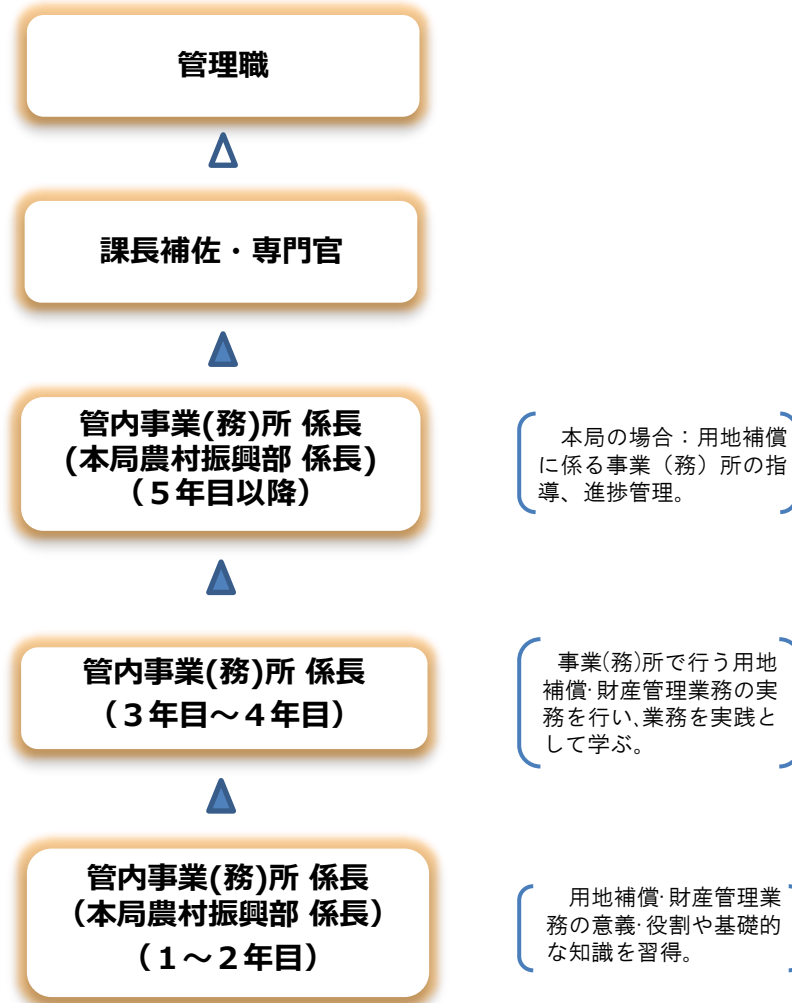 管理職
課長補佐・専門官
管内事業(務)所 係長
(本局農村振興部 係長)
（５年目以降）
本局の場合：用地補償
に係る事業（務）所の指
導、進捗管理。
管内事業(務)所 係長
（３年目～４年目）
事業(務)所で行う用地
補償･財産管理業務の実
務を行い､業務を実践と
して学ぶ。
管内事業(務)所 係長
（本局農村振興部 係長）
（１～２年目）
用地補償･財産管理業
務の意義･役割や基礎的
な知識を習得。